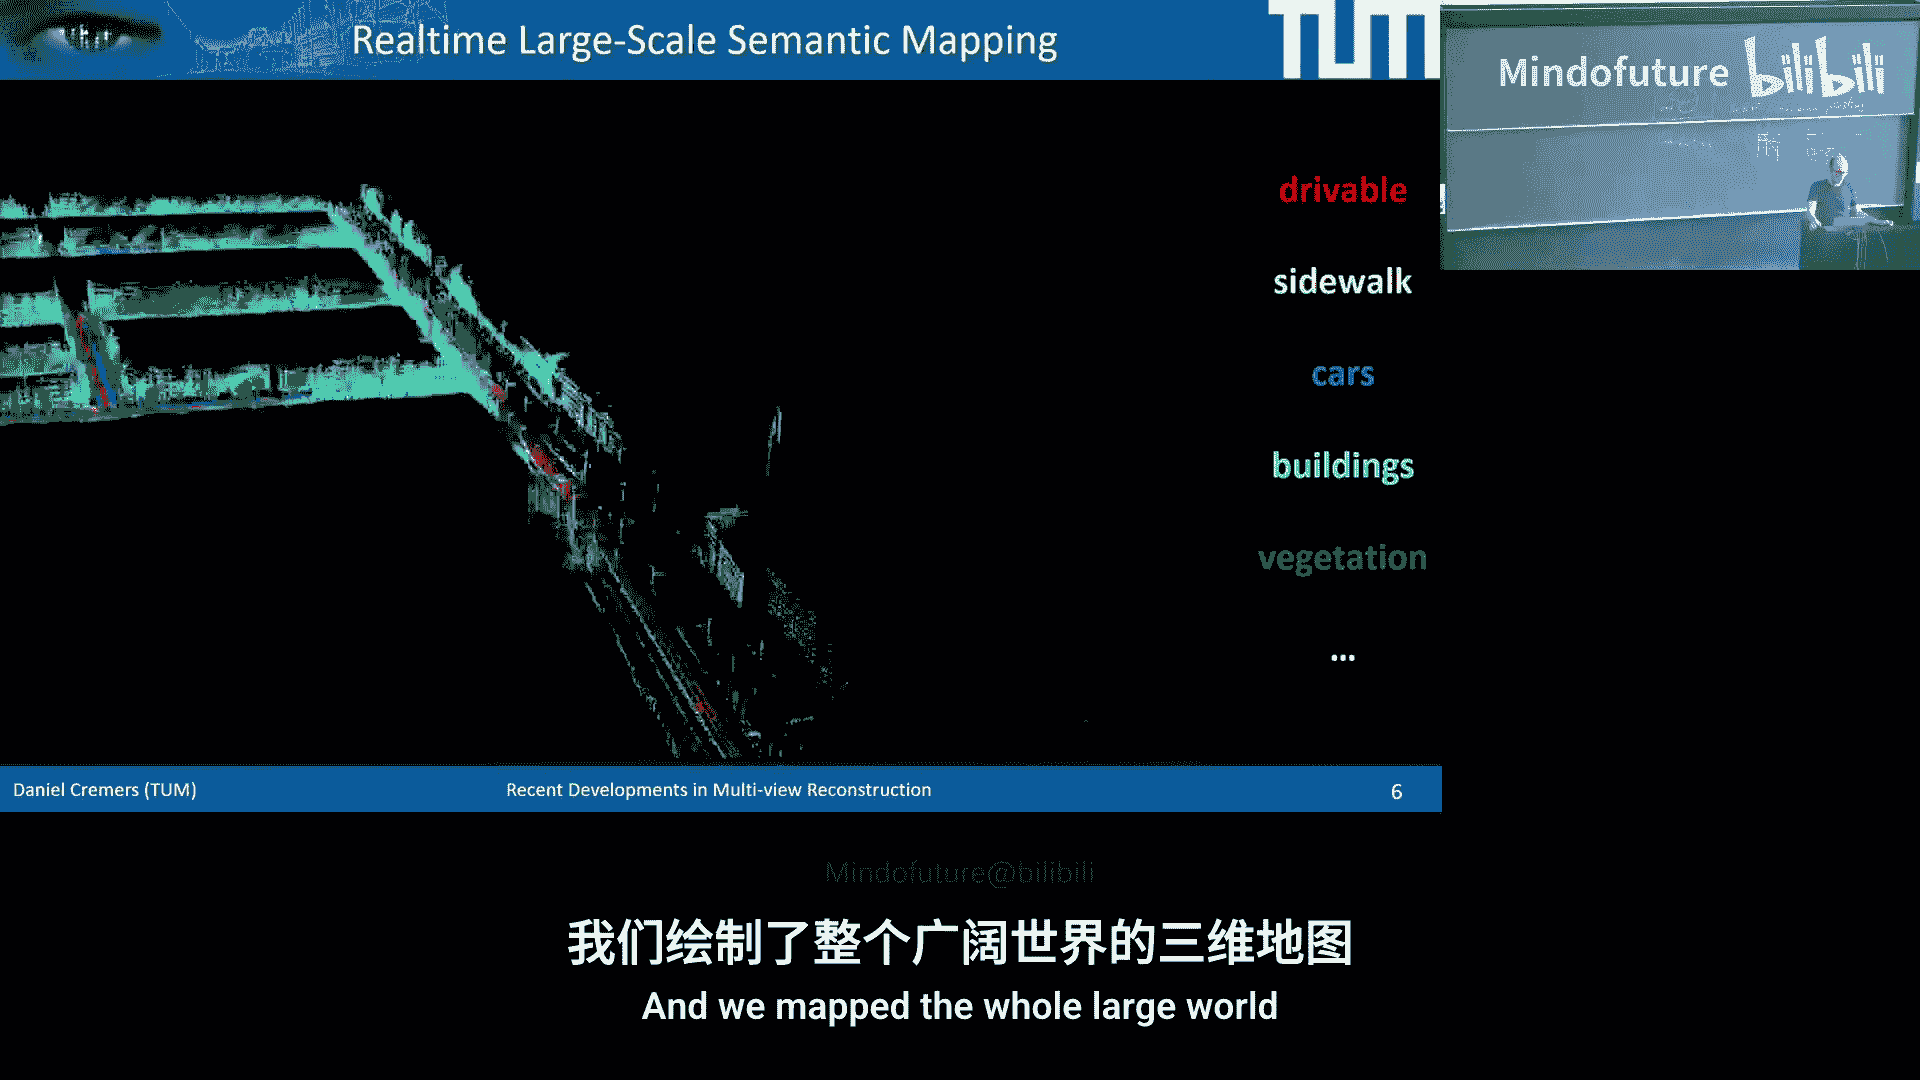 Realtime Large-Scale Semantic Mapping
TUM
Mindofuture bilibili
drivable
sidewalk
cars
buildings
vegetation
...
Daniel Cremers (TUM)
Recent Developments in Multi-view Reconstruction
6
Mindofuture@bilibili
我们绘制了整个广阔世界的三维地图
And we mapped the whole large world